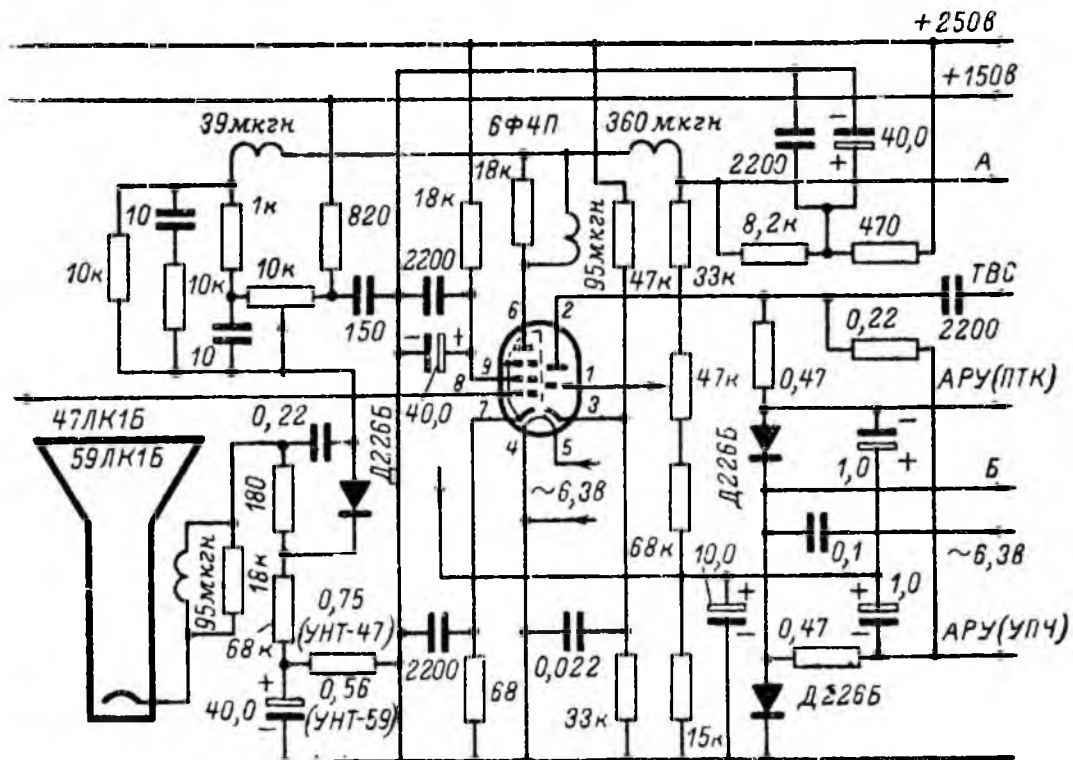 +250в
+150в
39мкгн
6Ф4П
360мкгн
2200
−
+
40,0
А
10
1к
820
18к
18к
95мкгн
8,2к
470
10к
10к
10к
2200
47к
33к
ТВС
10
150
−
+
6
2
0,22
2200
9
8
1
47к
0,47
АРУ(ПТК)
40,0
7
3
4
5
47ЛК1Б
59ЛК1Б
0,22
Д226Б
~6,3в
Д226Б
−
+
1,0
Б
180
68к
10,0
0,1
~6,3в
95мкгн
16к
0,75
(УНТ-47)
+
−
+
−
1,0
68к
0,47
АРУ(УПЧ)
2200
0,022
+
−
40,0
0,56
(УНТ-59)
68
33к
15к
Д226Б